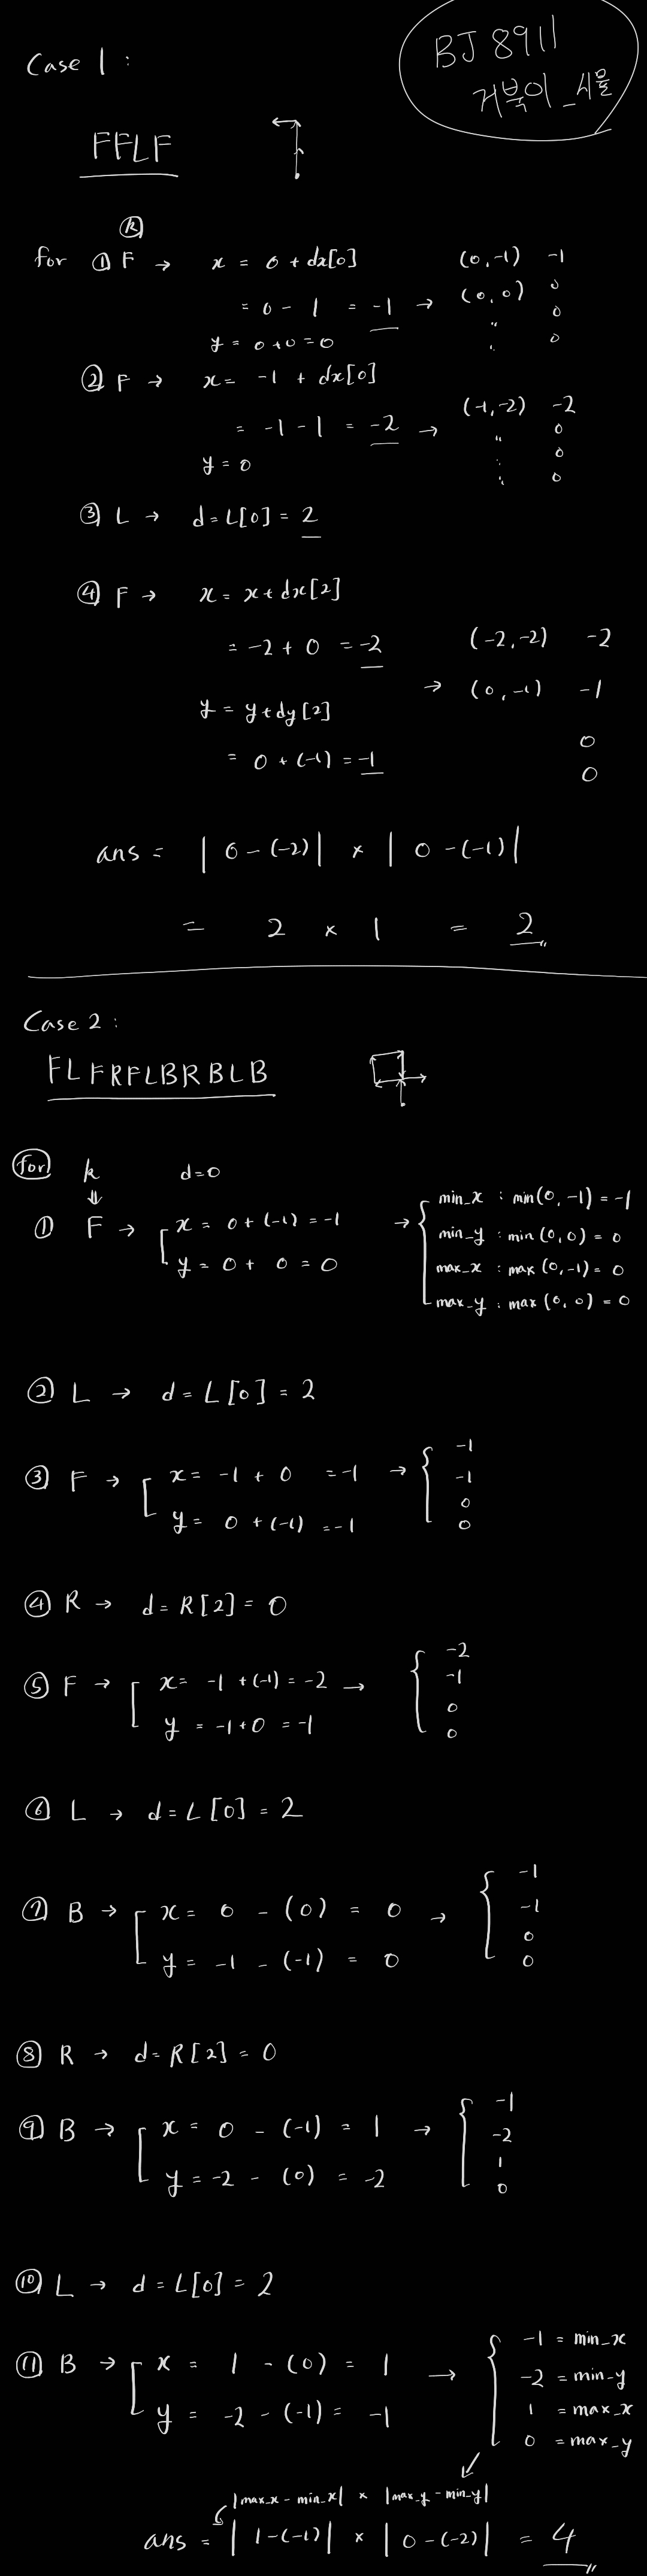 Case 1 :
BJ 8911
거북이_시뮬
FFLF
ⓚ
for ① F → x = 0 + dx[0] (0, -1) -1
= 0 - 1 = -1 → (0, 0) 0
" 0
y = 0+0 = 0 " 0
② F → x = -1 + dx[0]
= -1 - 1 = -2 → (-1, -2) -2
" 0
y = 0 " 0
" 0
③ L → d = L[0] = 2
④ F → x = x + dx[2]
= -2 + 0 = -2 (-2, -2) -2
→ (0, -1) -1
y = y + dy[2]
0
= 0 + (-1) = -1 0
ans = | 0 - (-2) | × | 0 - (-1) |
= 2 × 1 = 2
Case 2 :
FLFRFLBRBLB
for k d=0
⇓
① F → x = 0 + (-1) = -1 → min_x : min(0, -1) = -1
y = 0 + 0 = 0 min_y : min(0, 0) = 0
max_x : max(0, -1) = 0
max_y : max(0, 0) = 0
② L → d = L[0] = 2
③ F → x = -1 + 0 = -1 → -1
-1
y = 0 + (-1) = -1 0
0
④ R → d = R[2] = 0
⑤ F → x = -1 + (-1) = -2 → -2
-1
y = -1 + 0 = -1 0
0
⑥ L → d = L[0] = 2
⑦ B → x = 0 - (0) = 0 → -1
-1
y = -1 - (-1) = 0 0
0
⑧ R → d = R[2] = 0
⑨ B → x = 0 - (-1) = 1 → -1
-2
y = -2 - (0) = -2 1
0
⑩ L → d = L[0] = 2
⑪ B → x = 1 - (0) = 1 → -1 = min_x
-2 = min_y
y = -2 - (-1) = -1 1 = max_x
0 = max_y
|max_x - min_x| × |max_y - min_y|
ans = | 1 - (-1) | × | 0 - (-2) | = 4